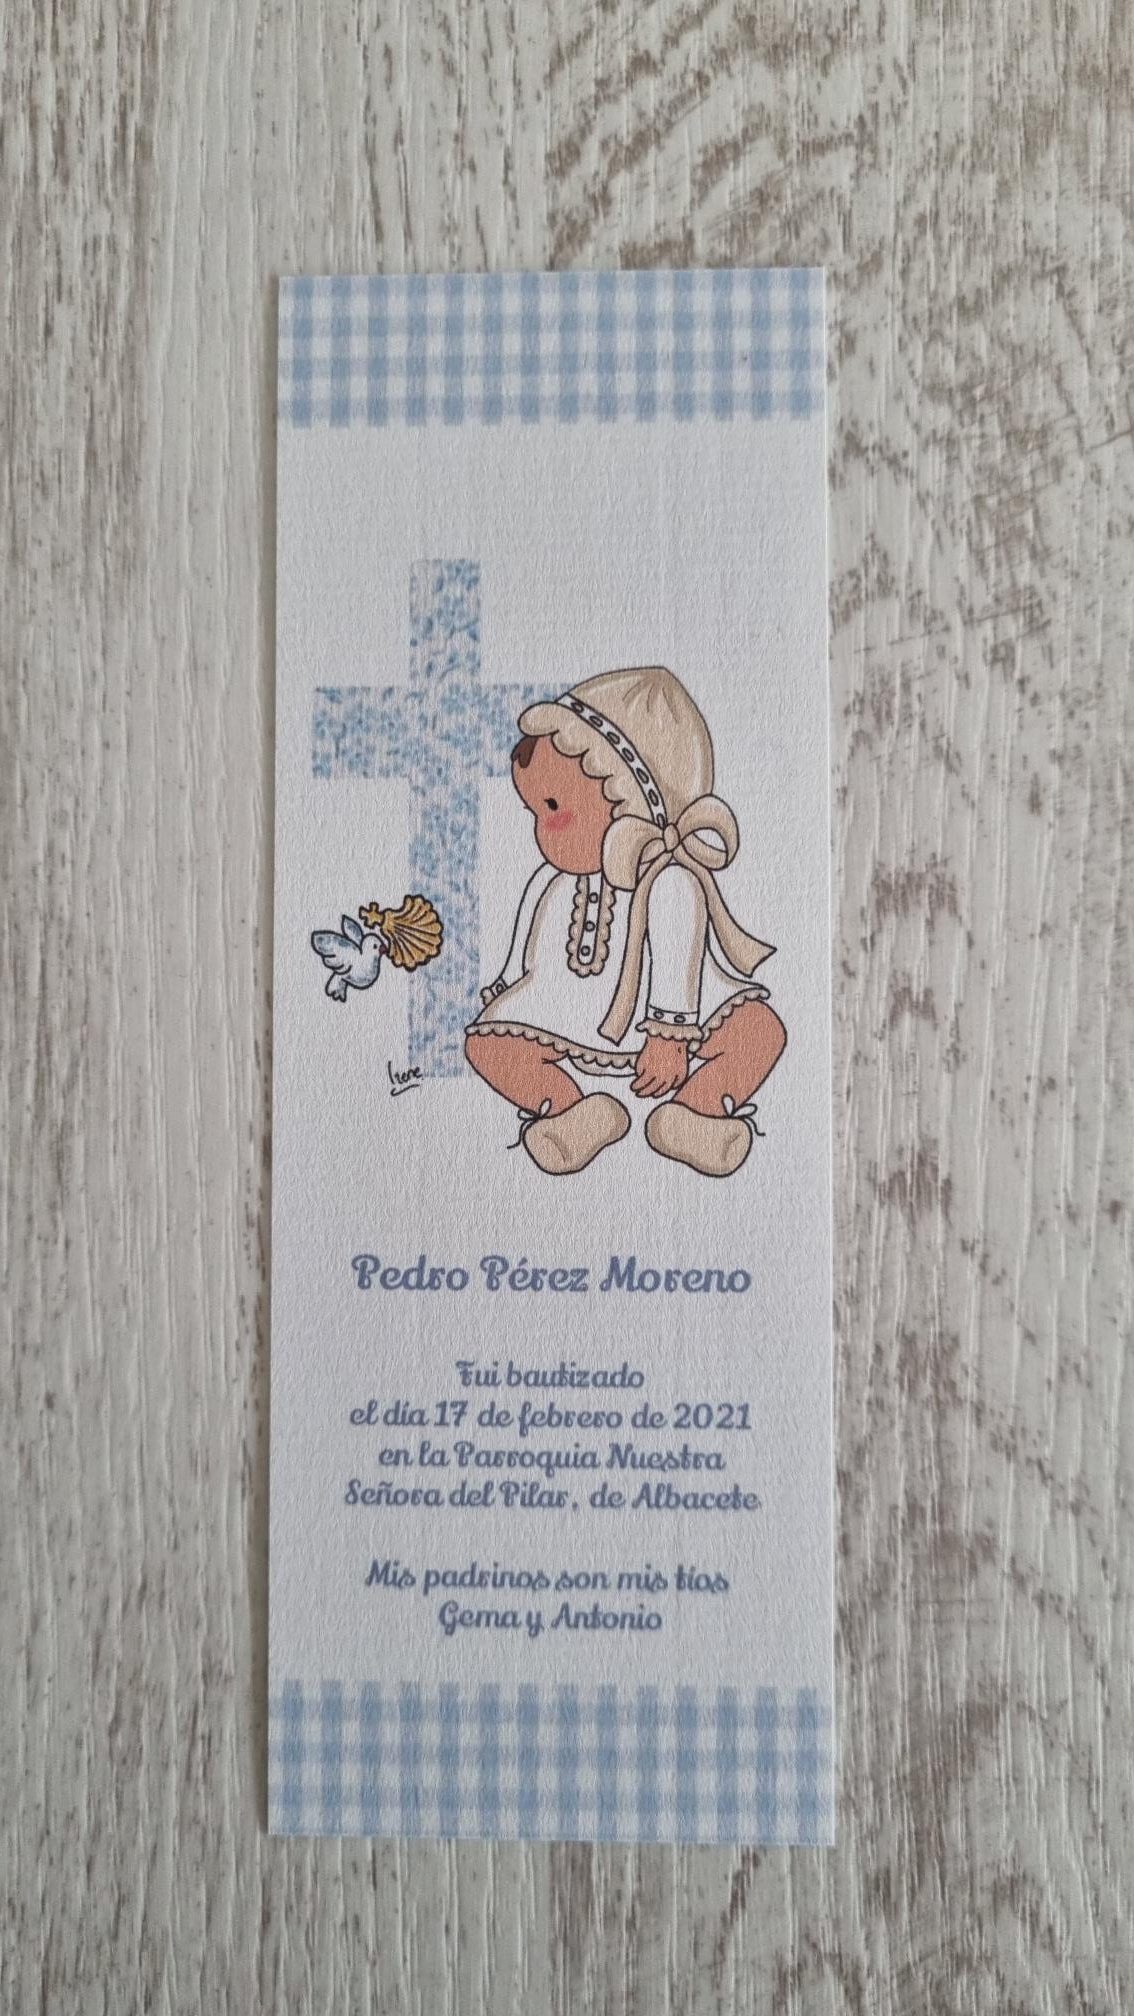 Irene
Pedro Pérez Moreno
Fui bautizado
el día 17 de febrero de 2021
en la Parroquia Nuestra
Señora del Pilar, de Albacete
Mis padrinos son mis tíos
Gema y Antonio